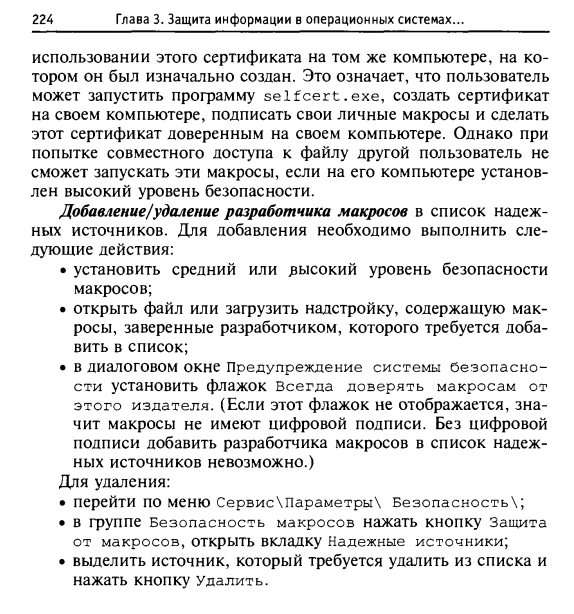 224 Глава 3. Защита информации в операционных системах...
использовании этого сертификата на том же компьютере, на ко-
тором он был изначально создан. Это означает, что пользователь
может запустить программу selfcert.exe, создать сертификат
на своем компьютере, подписать свои личные макросы и сделать
этот сертификат доверенным на своем компьютере. Однако при
попытке совместного доступа к файлу другой пользователь не
сможет запускать эти макросы, если на его компьютере установ-
лен высокий уровень безопасности.
Добавление/удаление разработчика макросов в список надеж-
ных источников. Для добавления необходимо выполнить сле-
дующие действия:
• установить средний или высокий уровень безопасности
макросов;
• открыть файл или загрузить надстройку, содержащую мак-
росы, заверенные разработчиком, которого требуется доба-
вить в список;
• в диалоговом окне Предупреждение системы безопасно-
сти установить флажок Всегда доверять макросам от
этого издателя. (Если этот флажок не отображается, зна-
чит макросы не имеют цифровой подписи. Без цифровой
подписи добавить разработчика макросов в список надеж-
ных источников невозможно.)
Для удаления:
• перейти по меню Сервис\Параметры\ Безопасность\;
• в группе Безопасность макросов нажать кнопку Защита
от макросов, открыть вкладку Надежные источники;
• выделить источник, который требуется удалить из списка и
нажать кнопку Удалить.